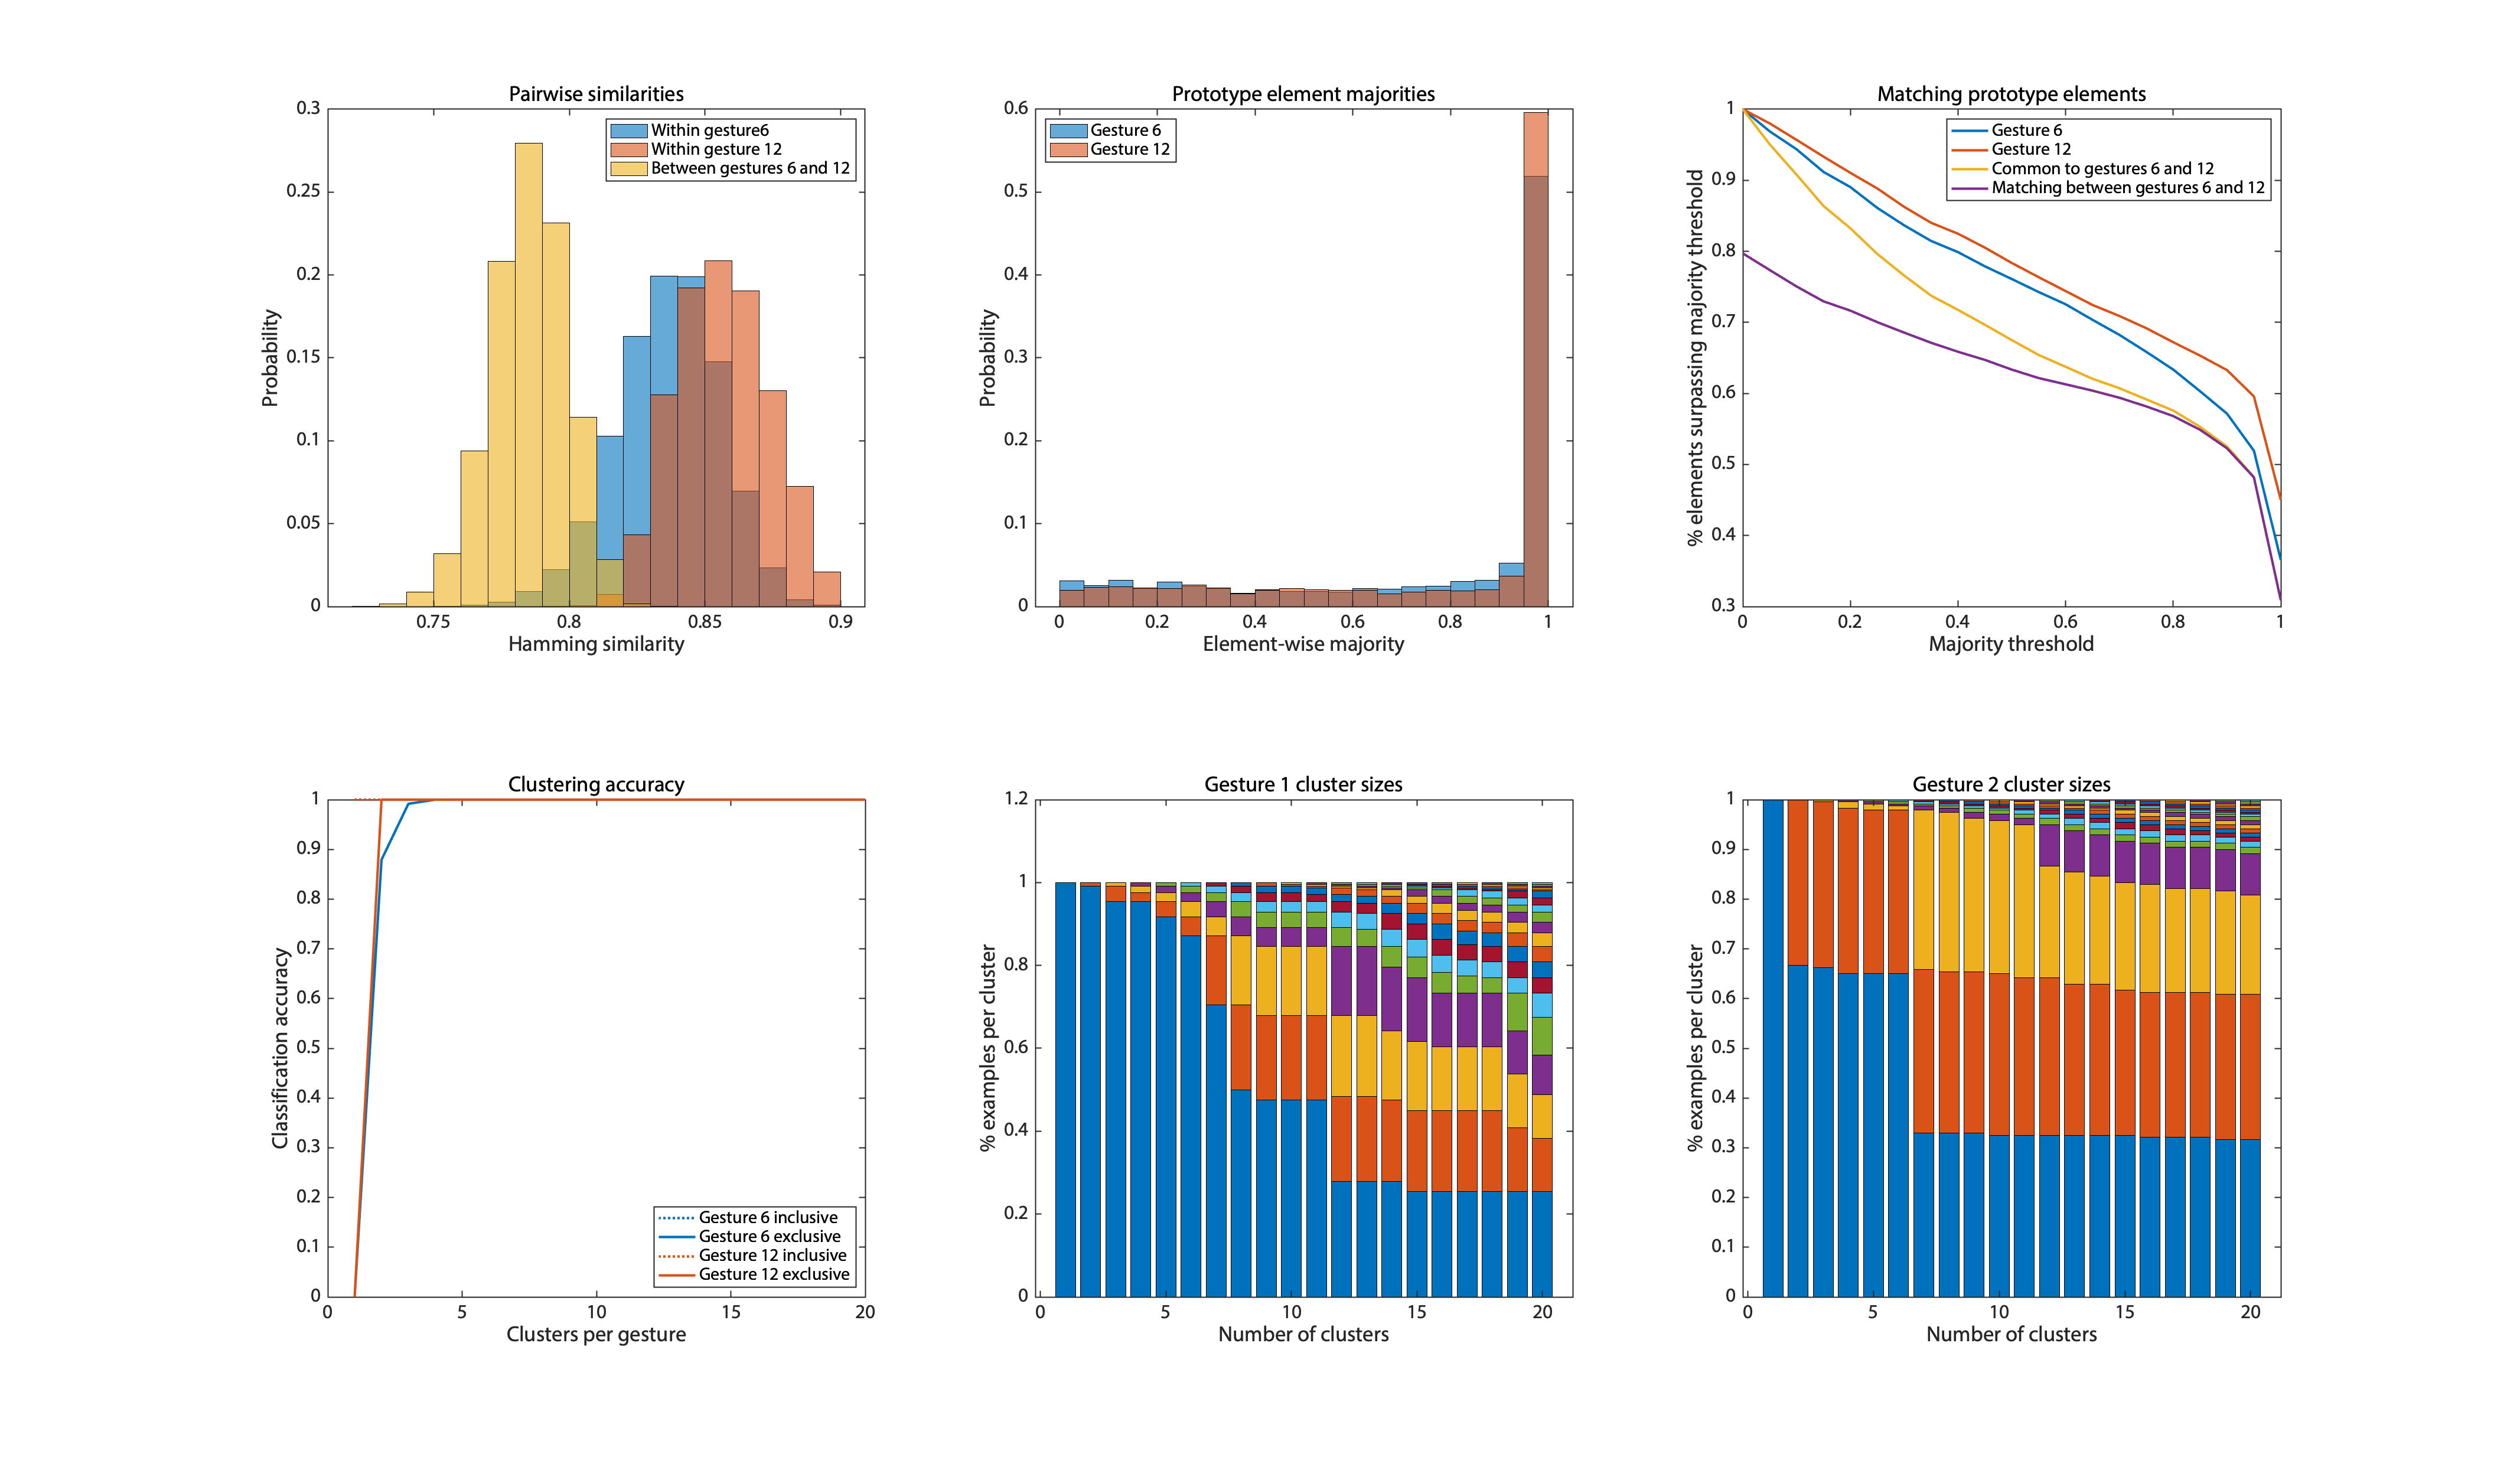 Pairwise similarities
0.3
0.25
0.2
0.15
0.1
0.05
0
Probability
0.75
0.8
0.85
0.9
Hamming similarity
Within gesture6
Within gesture 12
Between gestures 6 and 12
Prototype element majorities
0.6
0.5
0.4
0.3
0.2
0.1
0
Probability
0
0.2
0.4
0.6
0.8
1
Element-wise majority
Gesture 6
Gesture 12
Matching prototype elements
1
0.9
0.8
0.7
0.6
0.5
0.4
0.3
% elements surpassing majority threshold
0
0.2
0.4
0.6
0.8
1
Majority threshold
Gesture 6
Gesture 12
Common to gestures 6 and 12
Matching between gestures 6 and 12
Clustering accuracy
1
0.9
0.8
0.7
0.6
0.5
0.4
0.3
0.2
0.1
0
Classification accuracy
0
5
10
15
20
Clusters per gesture
Gesture 6 inclusive
Gesture 6 exclusive
Gesture 12 inclusive
Gesture 12 exclusive
Gesture 1 cluster sizes
1.2
1
0.8
0.6
0.4
0.2
0
% examples per cluster
0
5
10
15
20
Number of clusters
Gesture 2 cluster sizes
1
0.9
0.8
0.7
0.6
0.5
0.4
0.3
0.2
0.1
0
% examples per cluster
0
5
10
15
20
Number of clusters